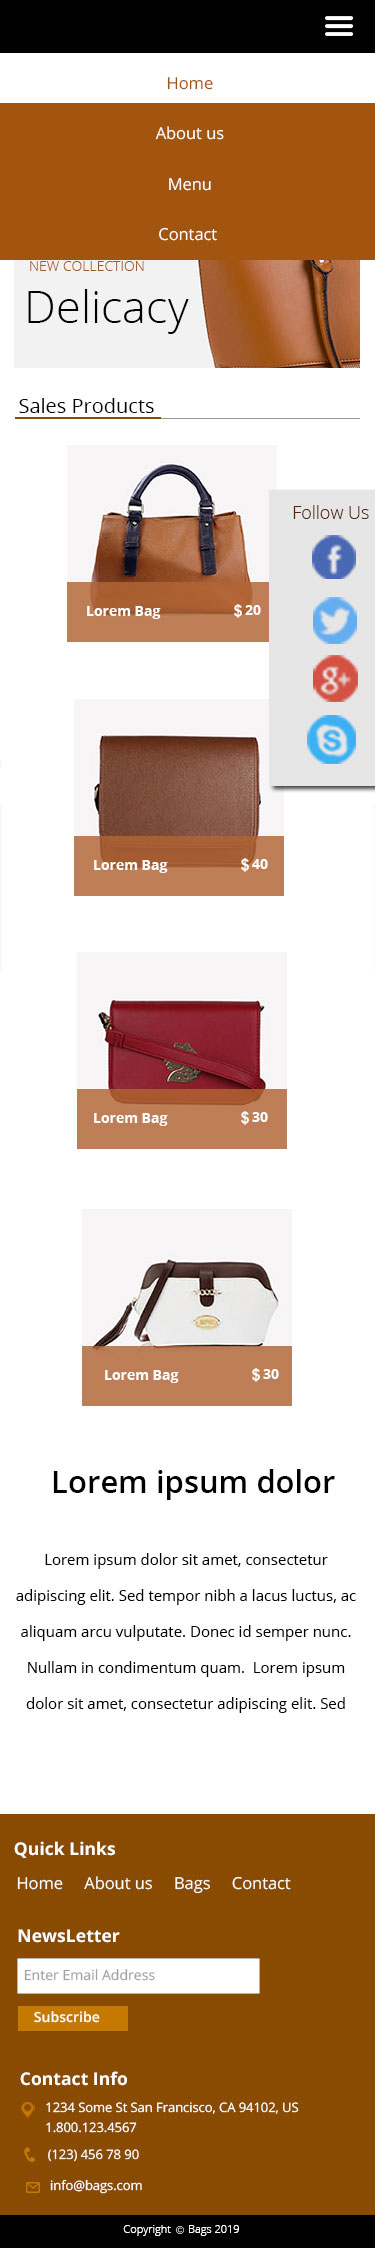 Home
About us
Menu
Contact
NEW COLLECTION
Delicacy
Sales Products
Follow Us
Lorem Bag $20
Lorem Bag $40
Lorem Bag $30
Lorem Bag $30
Lorem ipsum dolor
Lorem ipsum dolor sit amet, consectetur
adipiscing elit. Sed tempor nibh a lacus luctus, ac
aliquam arcu vulputate. Donec id semper nunc.
Nullam in condimentum quam. Lorem ipsum
dolor sit amet, consectetur adipiscing elit. Sed
Quick Links
Home About us Bags Contact
NewsLetter
Enter Email Address
Subscribe
Contact Info
1234 Some St San Francisco, CA 94102, US
1.800.123.4567
(123) 456 78 90
info@bags.com
Copyright © Bags 2019